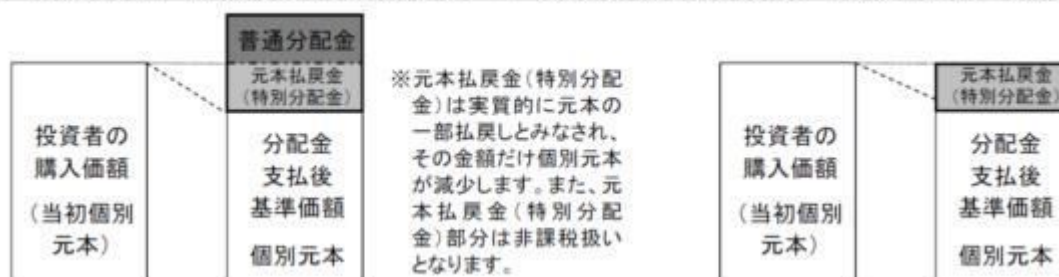 普通分配金
元本払戻金
(特別分配金)
投資者の
購入価額
(当初個別
元本)
分配金
支払後
基準価額
個別元本
※元本払戻金(特別分配
金)は実質的に元本の
一部払戻しとみなされ、
その金額だけ個別元本
が減少します。また、元
本払戻金(特別分配
金)部分は非課税扱い
となります。
投資者の
購入価額
(当初個別
元本)
元本払戻金
(特別分配金)
分配金
支払後
基準価額
個別元本